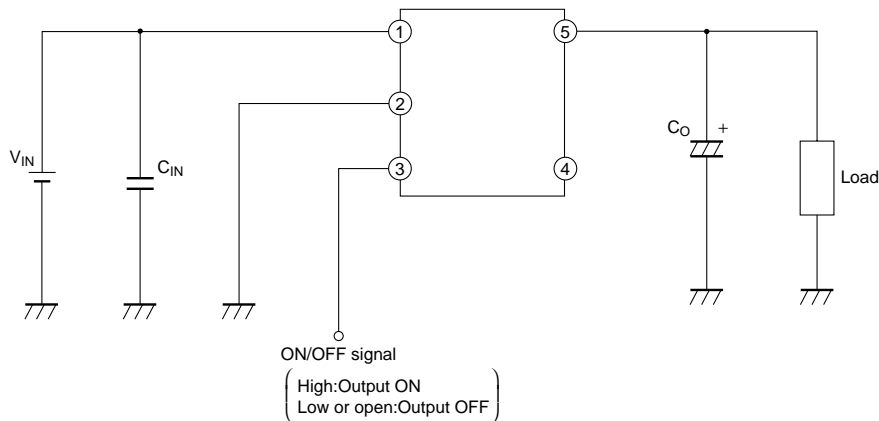 1
5
2
3
4
V_IN
C_IN
C_O
+
Load
ON/OFF signal
High:Output ON
Low or open:Output OFF